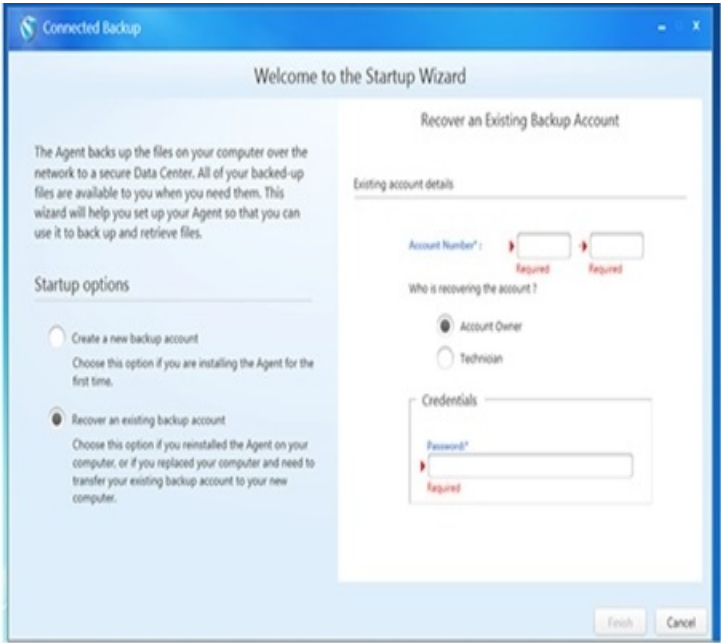 Connected Backup
Welcome to the Startup Wizard
The Agent backs up the files on your computer over the
network to a secure Data Center. All of your backed-up
files are available to you when you need them. This
wizard will help you set up your Agent so that you can
use it to back up and retrieve files.
Startup options
Create a new backup account
Choose this option if you are installing the Agent for the
first time.
Recover an existing backup account
Choose this option if you reinstalled the Agent on your
computer, or if you replaced your computer and need to
transfer your existing backup account to your new
computer.
Recover an Existing Backup Account
Existing account details
Account Number* :
Required Required
Who is recovering the account ?
Account Owner
Technician
Credentials
Password:*
Required
Finish Cancel